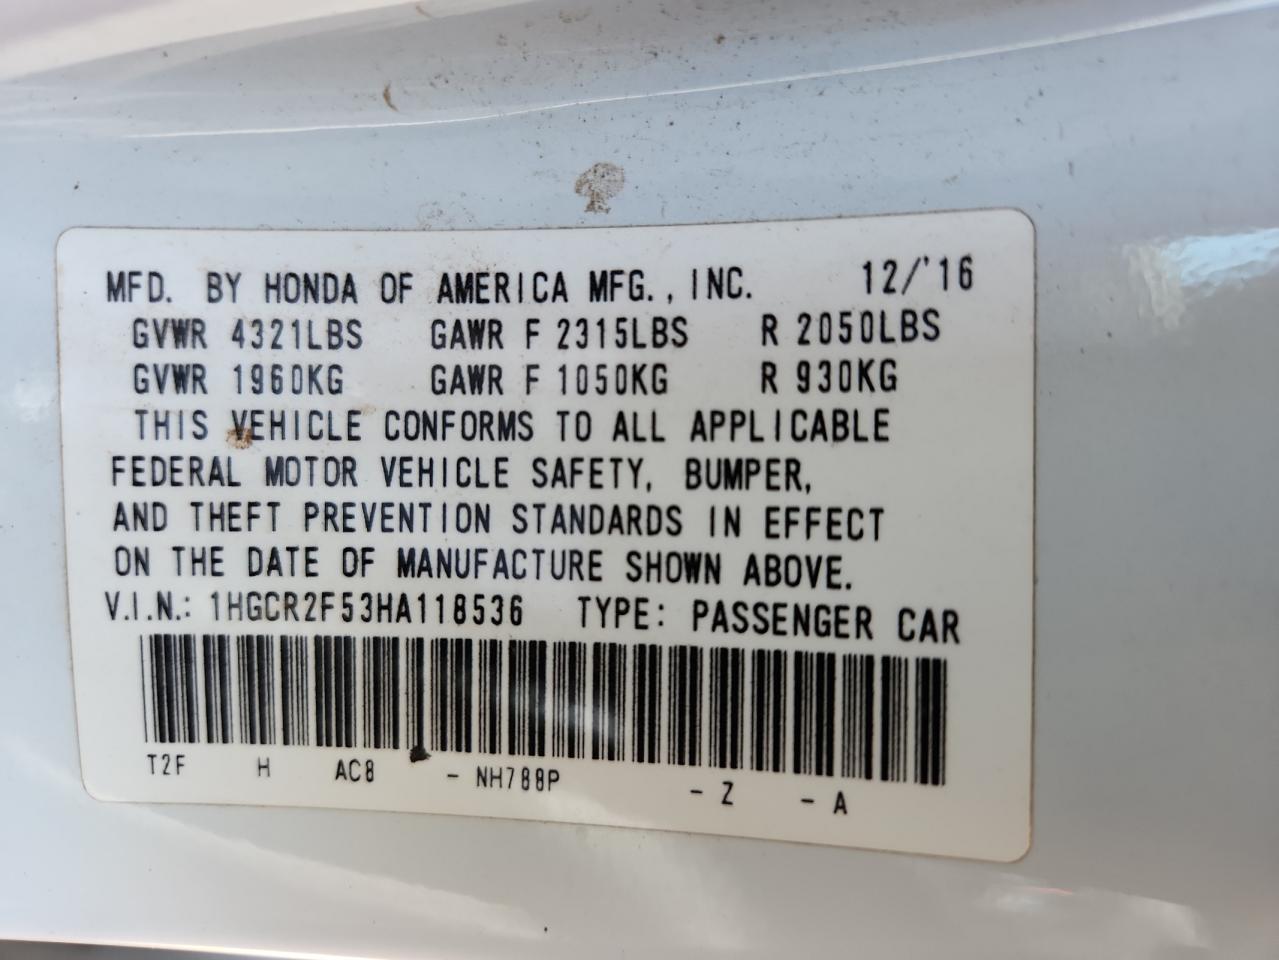 MFD. BY HONDA OF AMERICA MFG., INC. 12/'16
GVWR 4321LBS GAWR F 2315LBS R 2050LBS
GVWR 1960KG GAWR F 1050KG R 930KG
THIS VEHICLE CONFORMS TO ALL APPLICABLE
FEDERAL MOTOR VEHICLE SAFETY, BUMPER,
AND THEFT PREVENTION STANDARDS IN EFFECT
ON THE DATE OF MANUFACTURE SHOWN ABOVE.
V.I.N.: 1HGCR2F53HA118536 TYPE: PASSENGER CAR
T2F H AC8 - NH788P - Z - A